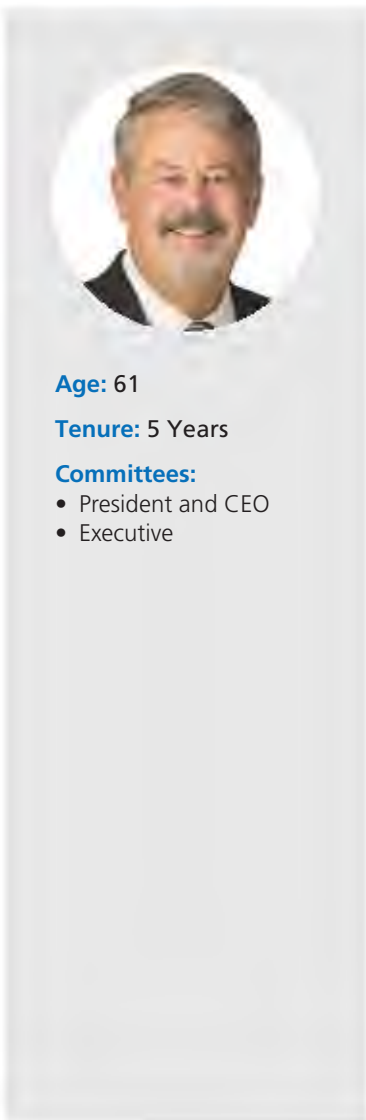 Age: 61
Tenure: 5 Years
Committees:
• President and CEO
• Executive